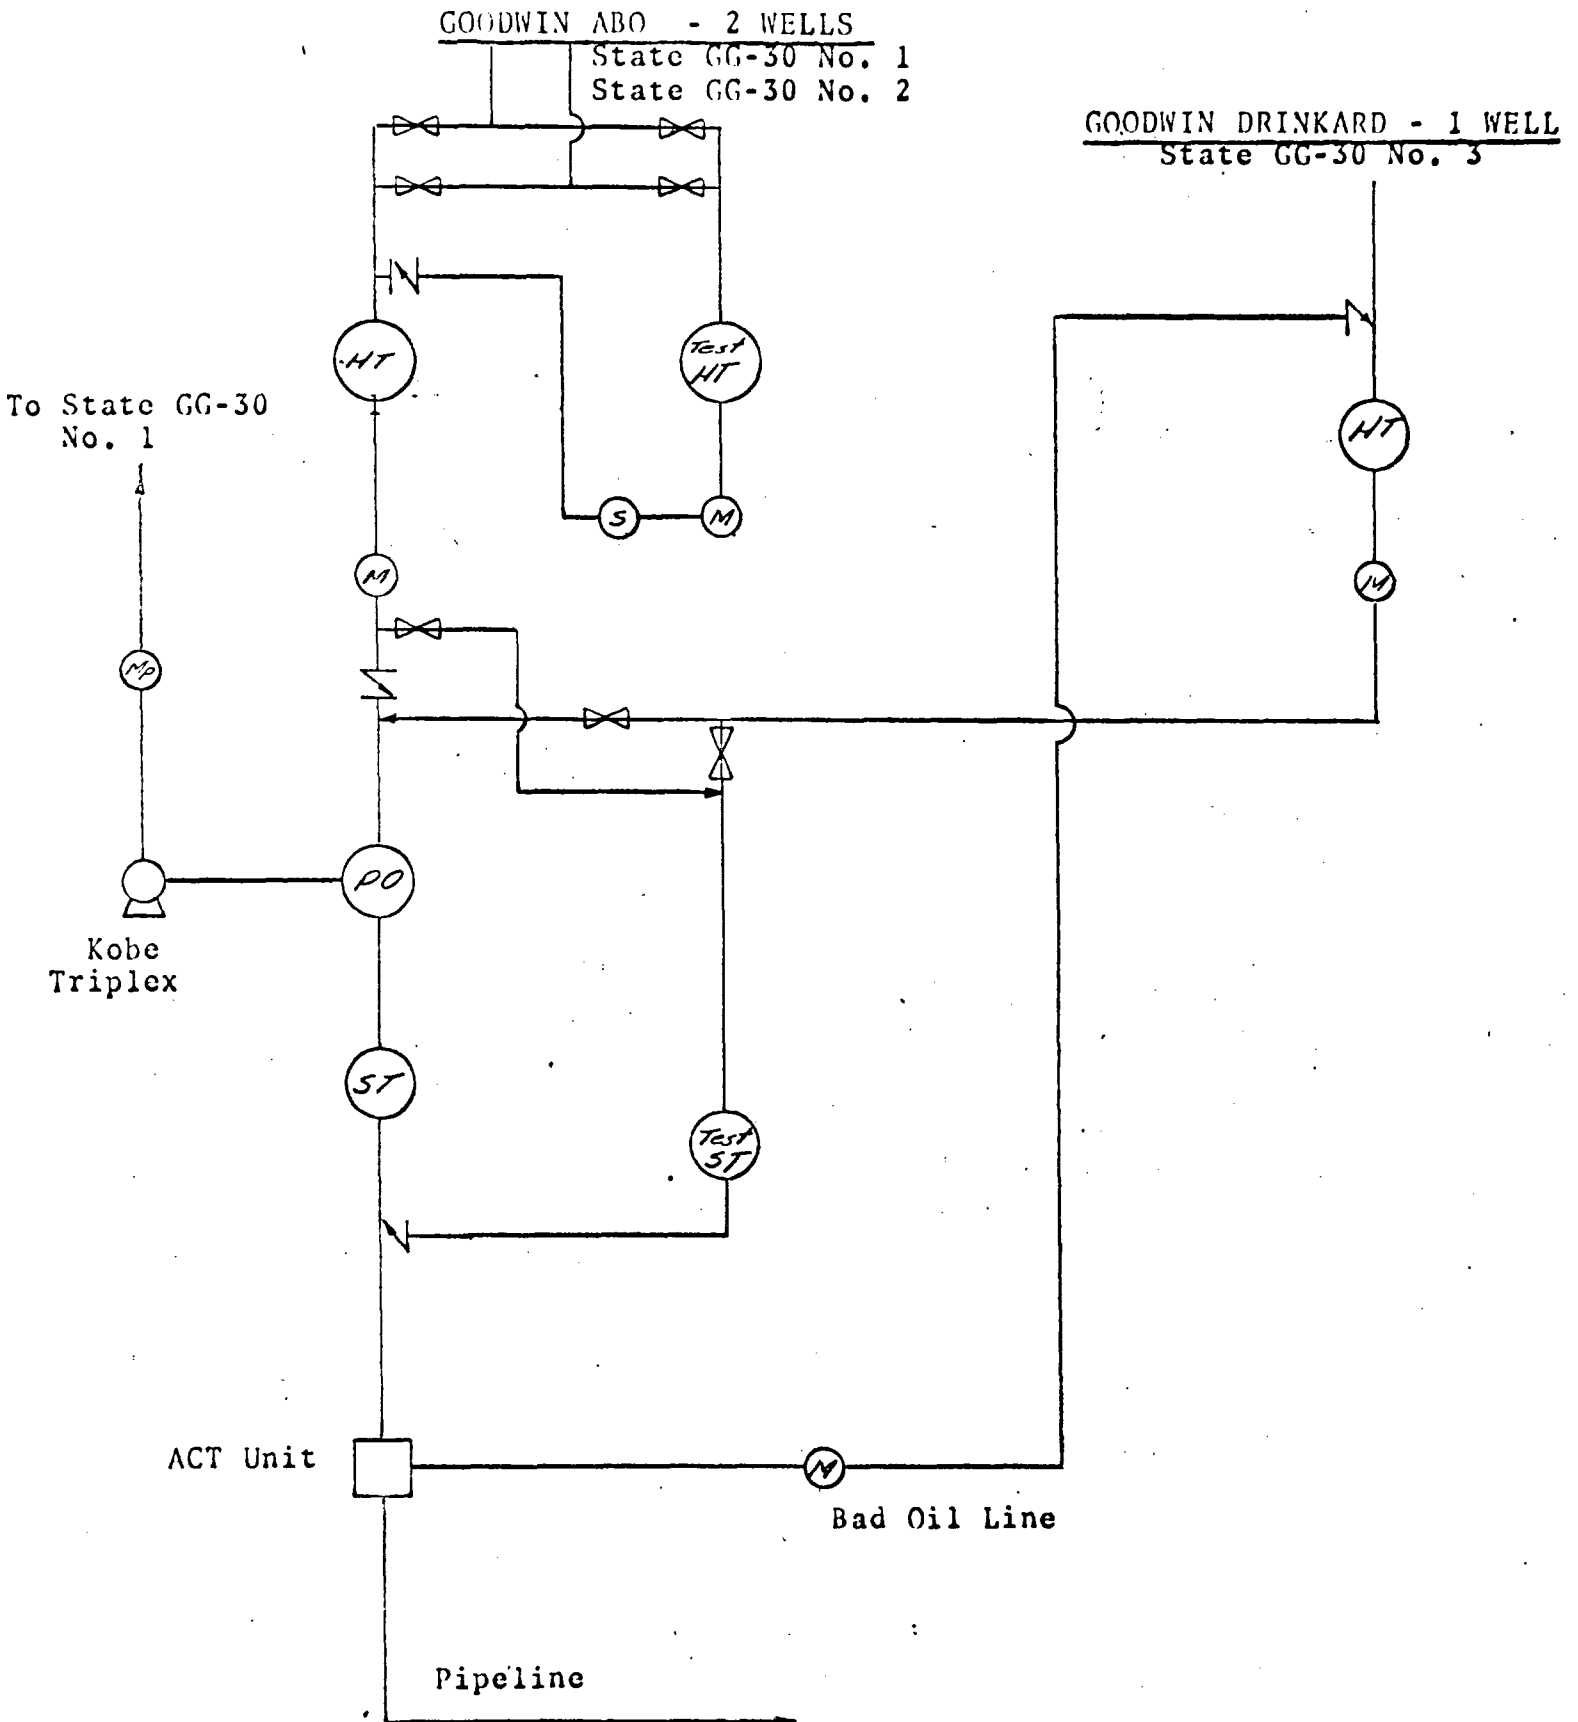 GOODWIN ABO - 2 WELLS
State GG-30 No. 1
State GG-30 No. 2
GOODWIN DRINKARD - 1 WELL
State GG-30 No. 3
HT
Test
HT
To State GG-30
No. 1
HT
S
M
M
M
Mp
PO
Kobe
Triplex
ST
Test
ST
ACT Unit
M
Bad Oil Line
Pipeline